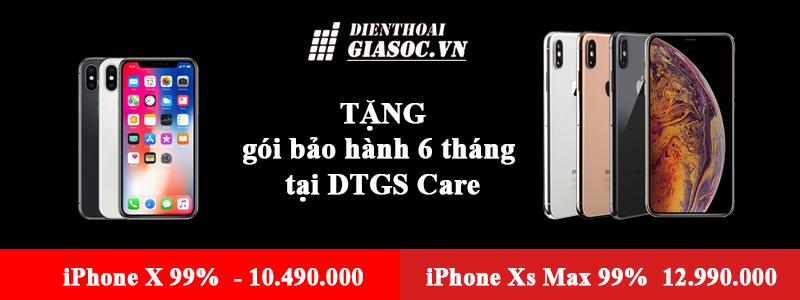 DIENTHOAI
GIASOC.VN
TẶNG
gói bảo hành 6 tháng
tại DTGS Care
iPhone X 99% - 10.490.000
iPhone Xs Max 99% 12.990.000